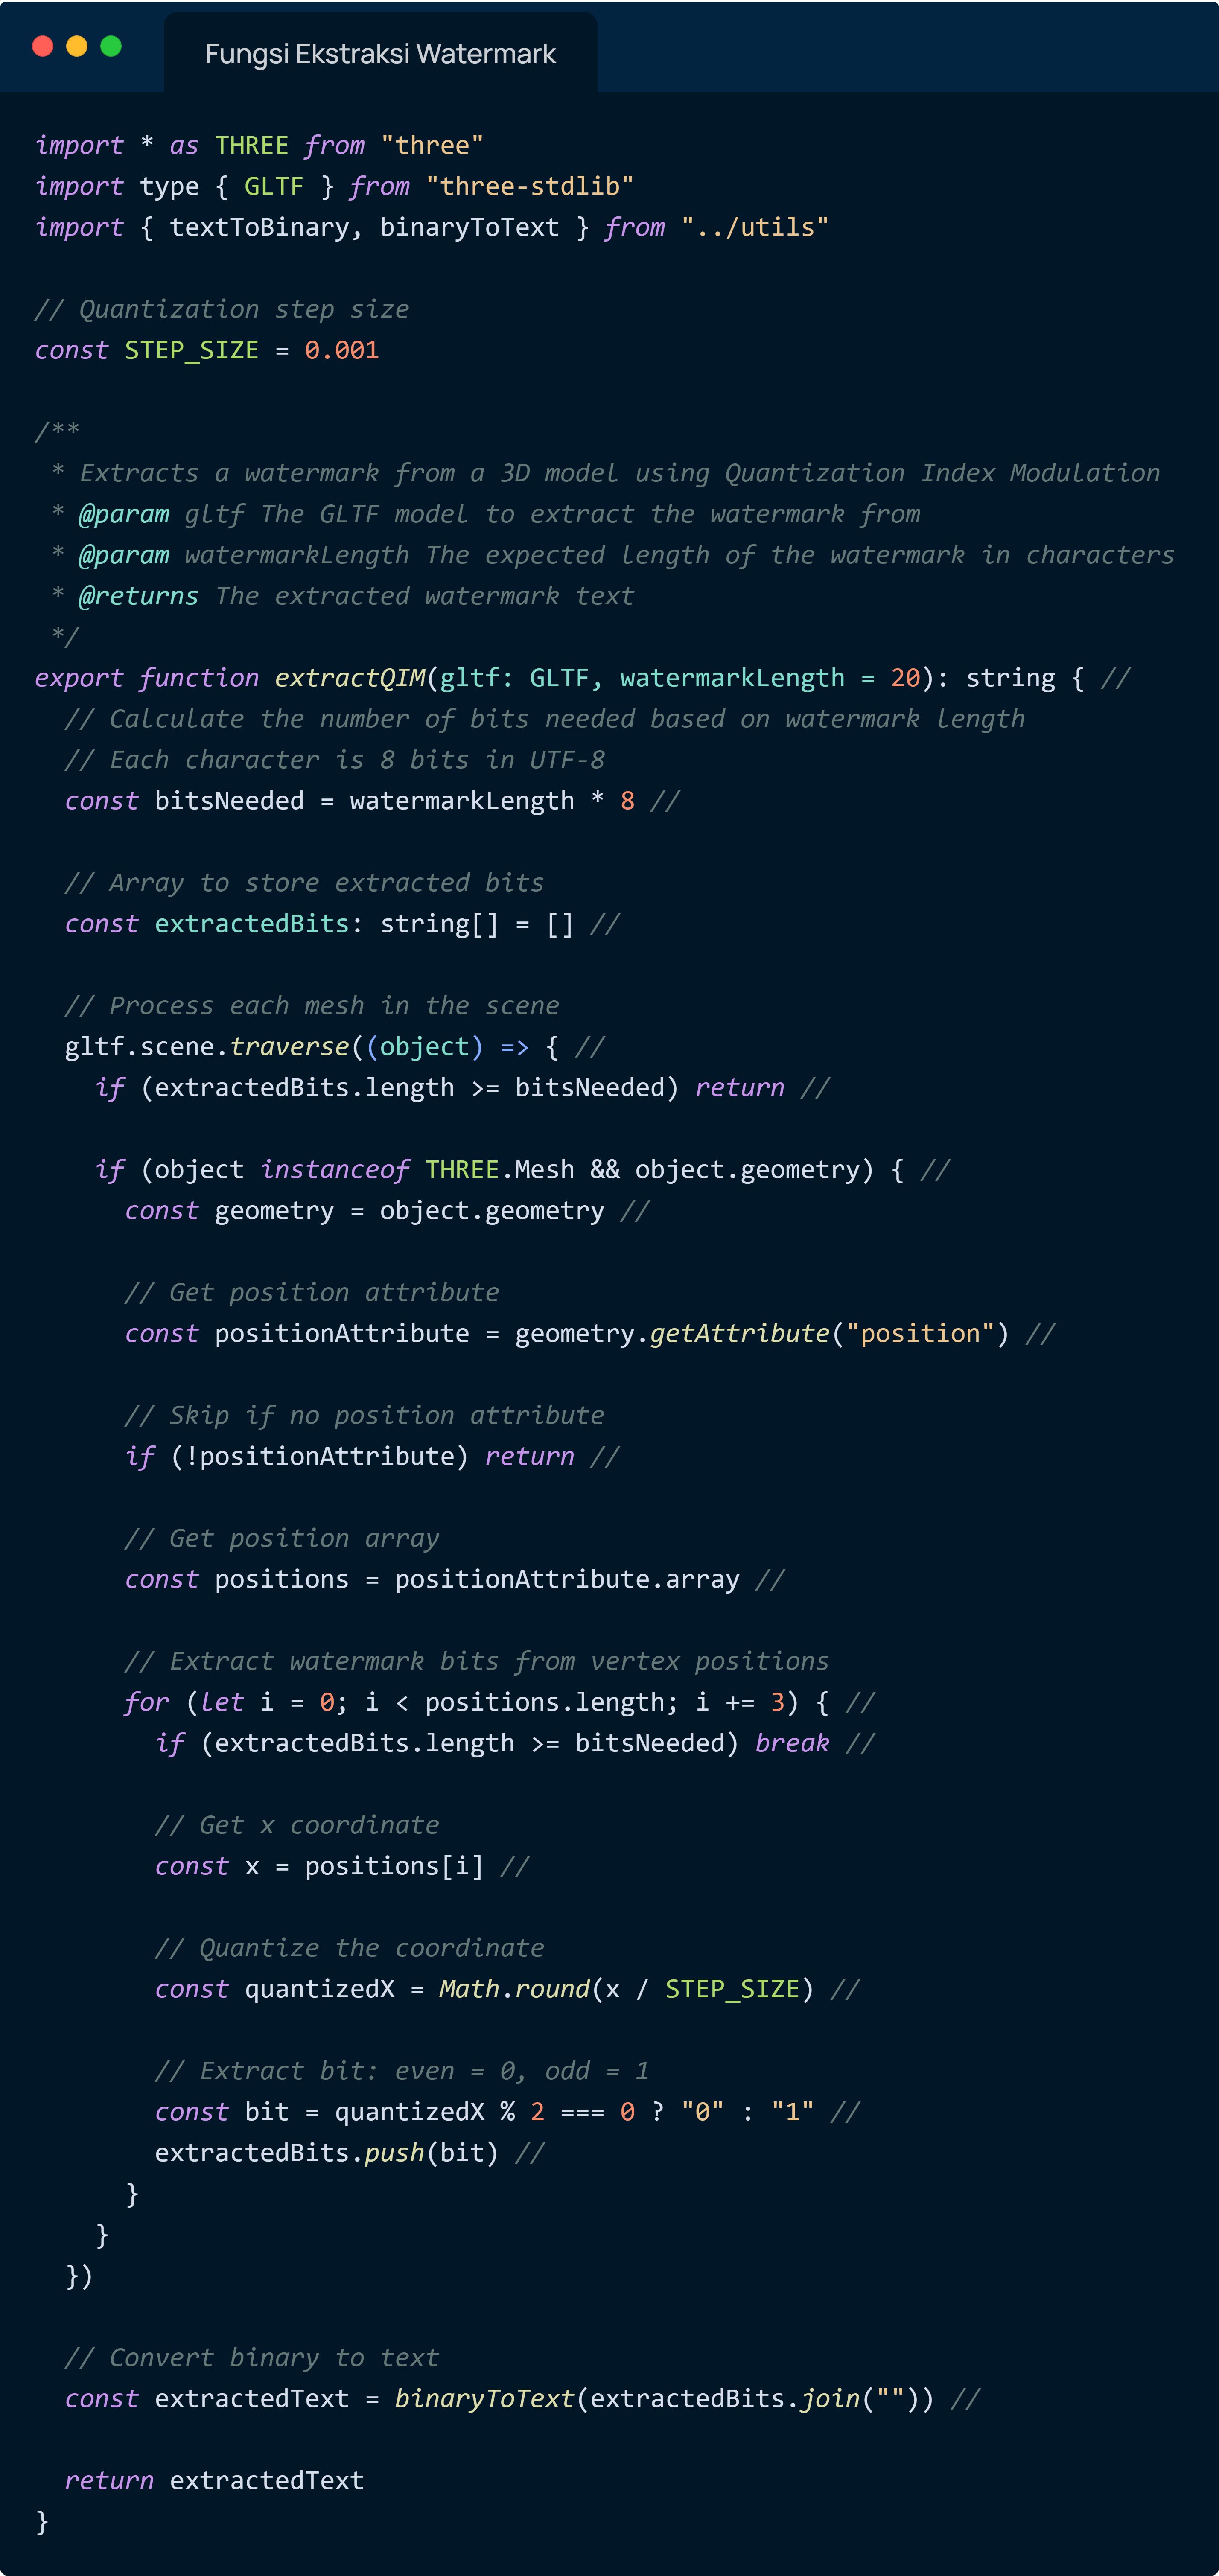 Fungsi Ekstraksi Watermark
import * as THREE from "three"
import type { GLTF } from "three-stdlib"
import { textToBinary, binaryToText } from "../utils"

// Quantization step size
const STEP_SIZE = 0.001

/**
 * Extracts a watermark from a 3D model using Quantization Index Modulation
 * @param gltf The GLTF model to extract the watermark from
 * @param watermarkLength The expected length of the watermark in characters
 * @returns The extracted watermark text
 */
export function extractQIM(gltf: GLTF, watermarkLength = 20): string { //
  // Calculate the number of bits needed based on watermark length
  // Each character is 8 bits in UTF-8
  const bitsNeeded = watermarkLength * 8 //

  // Array to store extracted bits
  const extractedBits: string[] = [] //

  // Process each mesh in the scene
  gltf.scene.traverse((object) => { //
    if (extractedBits.length >= bitsNeeded) return //

    if (object instanceof THREE.Mesh && object.geometry) { //
      const geometry = object.geometry //

      // Get position attribute
      const positionAttribute = geometry.getAttribute("position") //

      // Skip if no position attribute
      if (!positionAttribute) return //

      // Get position array
      const positions = positionAttribute.array //

      // Extract watermark bits from vertex positions
      for (let i = 0; i < positions.length; i += 3) { //
        if (extractedBits.length >= bitsNeeded) break //

        // Get x coordinate
        const x = positions[i] //

        // Quantize the coordinate
        const quantizedX = Math.round(x / STEP_SIZE) //

        // Extract bit: even = 0, odd = 1
        const bit = quantizedX % 2 === 0 ? "0" : "1" //
        extractedBits.push(bit) //
      }
    }
  })

  // Convert binary to text
  const extractedText = binaryToText(extractedBits.join("")) //

  return extractedText
}